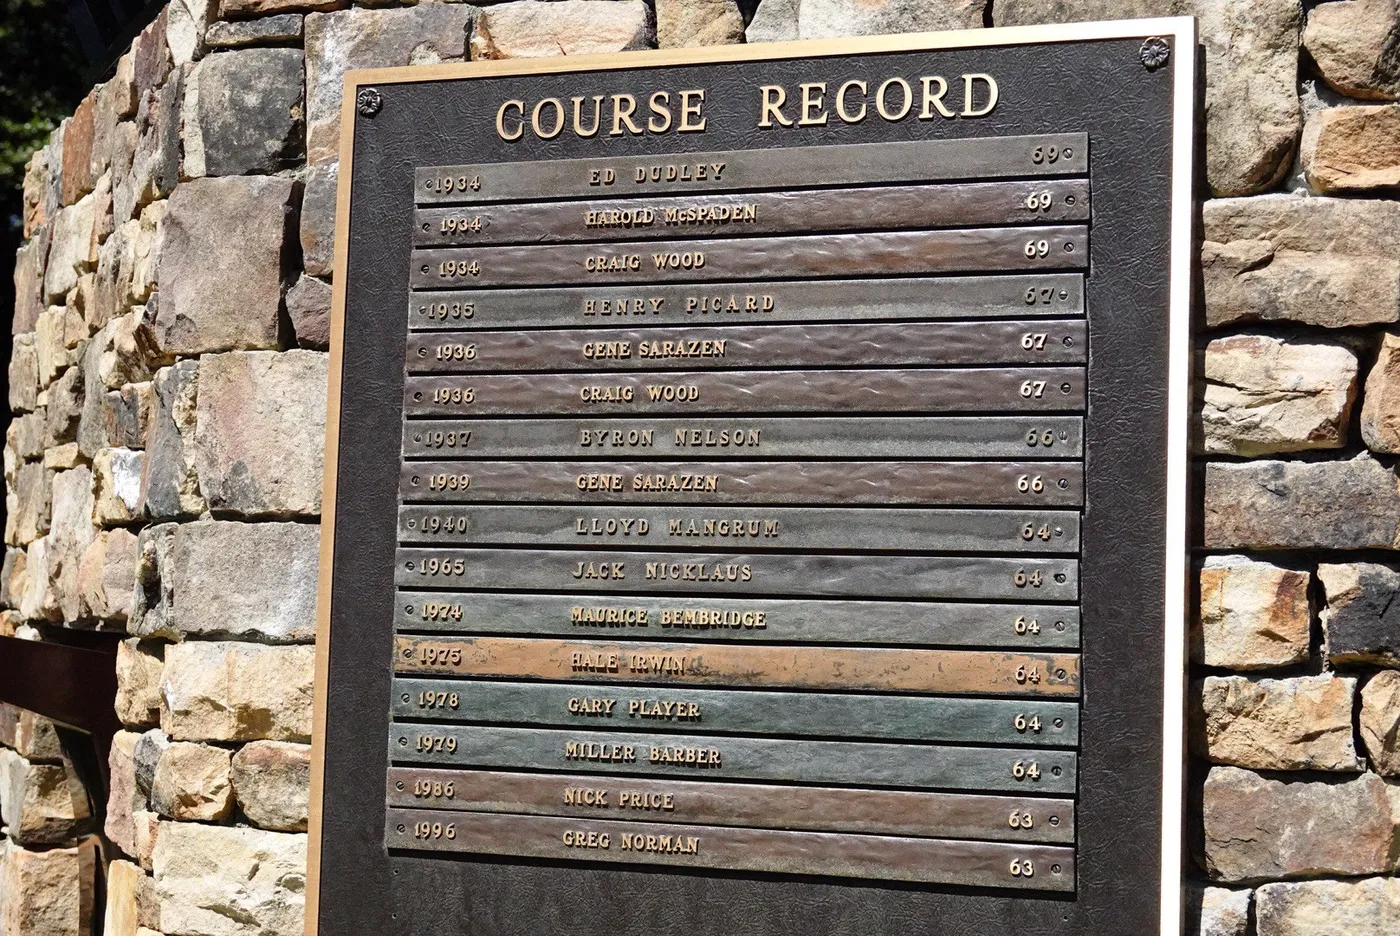 COURSE RECORD
1934 ED DUDLEY 69
1934 HAROLD McSPADEN 69
1934 CRAIG WOOD 69
1935 HENRY PICARD 67
1936 GENE SARAZEN 67
1936 CRAIG WOOD 67
1937 BYRON NELSON 66
1939 GENE SARAZEN 66
1940 LLOYD MANGRUM 64
1965 JACK NICKLAUS 64
1974 MAURICE BEMBRIDGE 64
1975 HALE IRWIN 64
1978 GARY PLAYER 64
1979 MILLER BARBER 64
1986 NICK PRICE 63
1996 GREG NORMAN 63